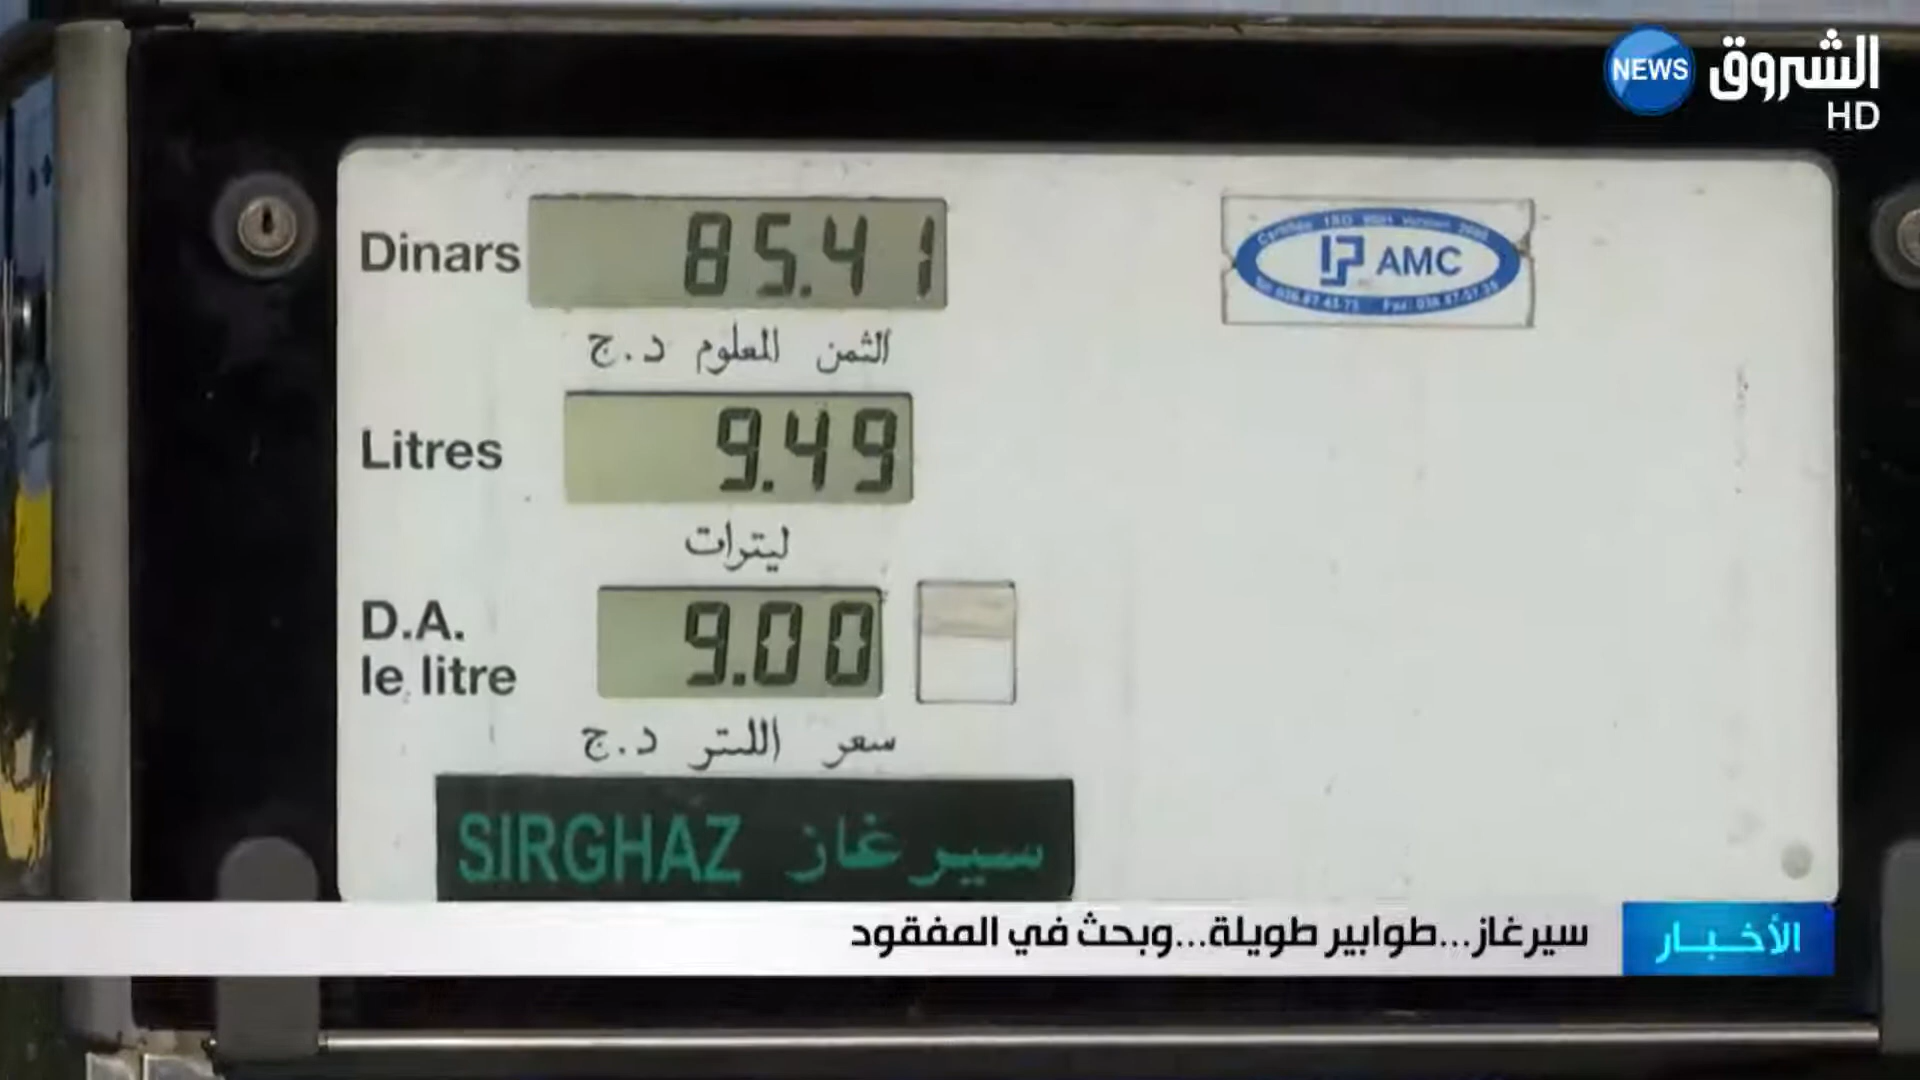 NEWS الشروق
HD
Dinars 85.41
الثمن المعلوم د.ج
AMC
Litres 9.49
ليترات
D.A.
le litre 9.00
سعر اللتر د.ج
SIRGHAZ سيرغاز
الأخبار سيرغاز...طوابير طويلة...وبحث في المفقود